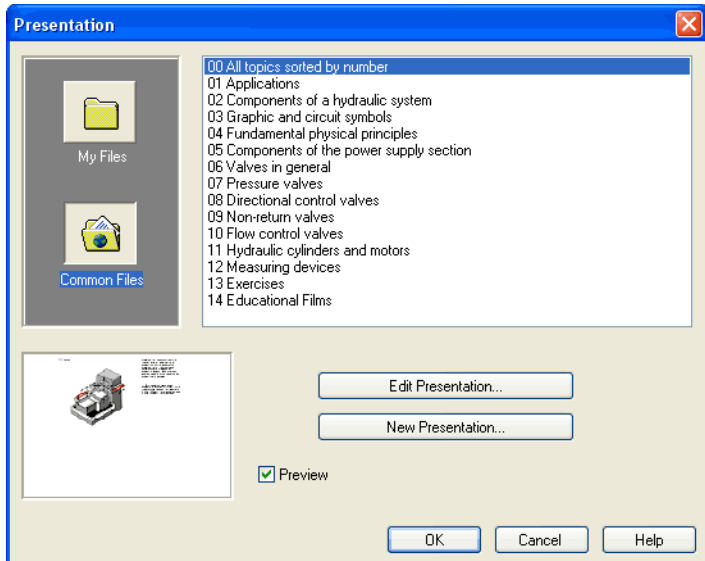 Presentation
My Files
Common Files
00 All topics sorted by number
01 Applications
02 Components of a hydraulic system
03 Graphic and circuit symbols
04 Fundamental physical principles
05 Components of the power supply section
06 Valves in general
07 Pressure valves
08 Directional control valves
09 Non-return valves
10 Flow control valves
11 Hydraulic cylinders and motors
12 Measuring devices
13 Exercises
14 Educational Films
Edit Presentation...
New Presentation...
Preview
OK
Cancel
Help